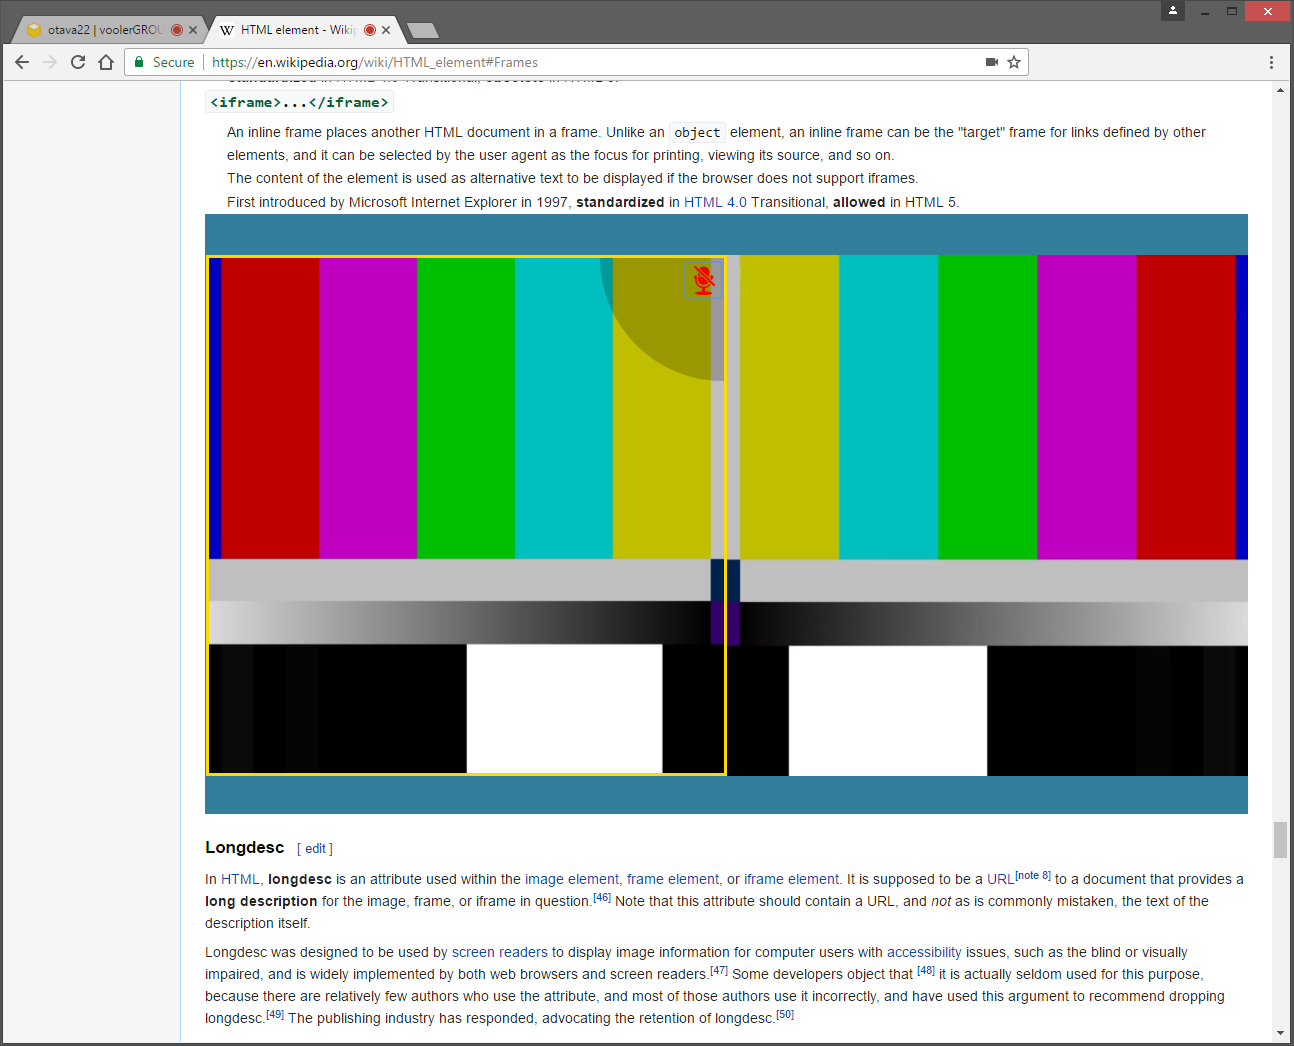 otava22 | voolerGROU
W HTML element - Wikip
Secure https://en.wikipedia.org/wiki/HTML_element#Frames
<iframe>...</iframe>
An inline frame places another HTML document in a frame. Unlike an object element, an inline frame can be the "target" frame for links defined by other
elements, and it can be selected by the user agent as the focus for printing, viewing its source, and so on.
The content of the element is used as alternative text to be displayed if the browser does not support iframes.
First introduced by Microsoft Internet Explorer in 1997, standardized in HTML 4.0 Transitional, allowed in HTML 5.
Longdesc [ edit ]
In HTML, longdesc is an attribute used within the image element, frame element, or iframe element. It is supposed to be a URL[note 8] to a document that provides a
long description for the image, frame, or iframe in question.[46] Note that this attribute should contain a URL, and not as is commonly mistaken, the text of the
description itself.
Longdesc was designed to be used by screen readers to display image information for computer users with accessibility issues, such as the blind or visually
impaired, and is widely implemented by both web browsers and screen readers.[47] Some developers object that [48] it is actually seldom used for this purpose,
because there are relatively few authors who use the attribute, and most of those authors use it incorrectly, and have used this argument to recommend dropping
longdesc.[49] The publishing industry has responded, advocating the retention of longdesc.[50]